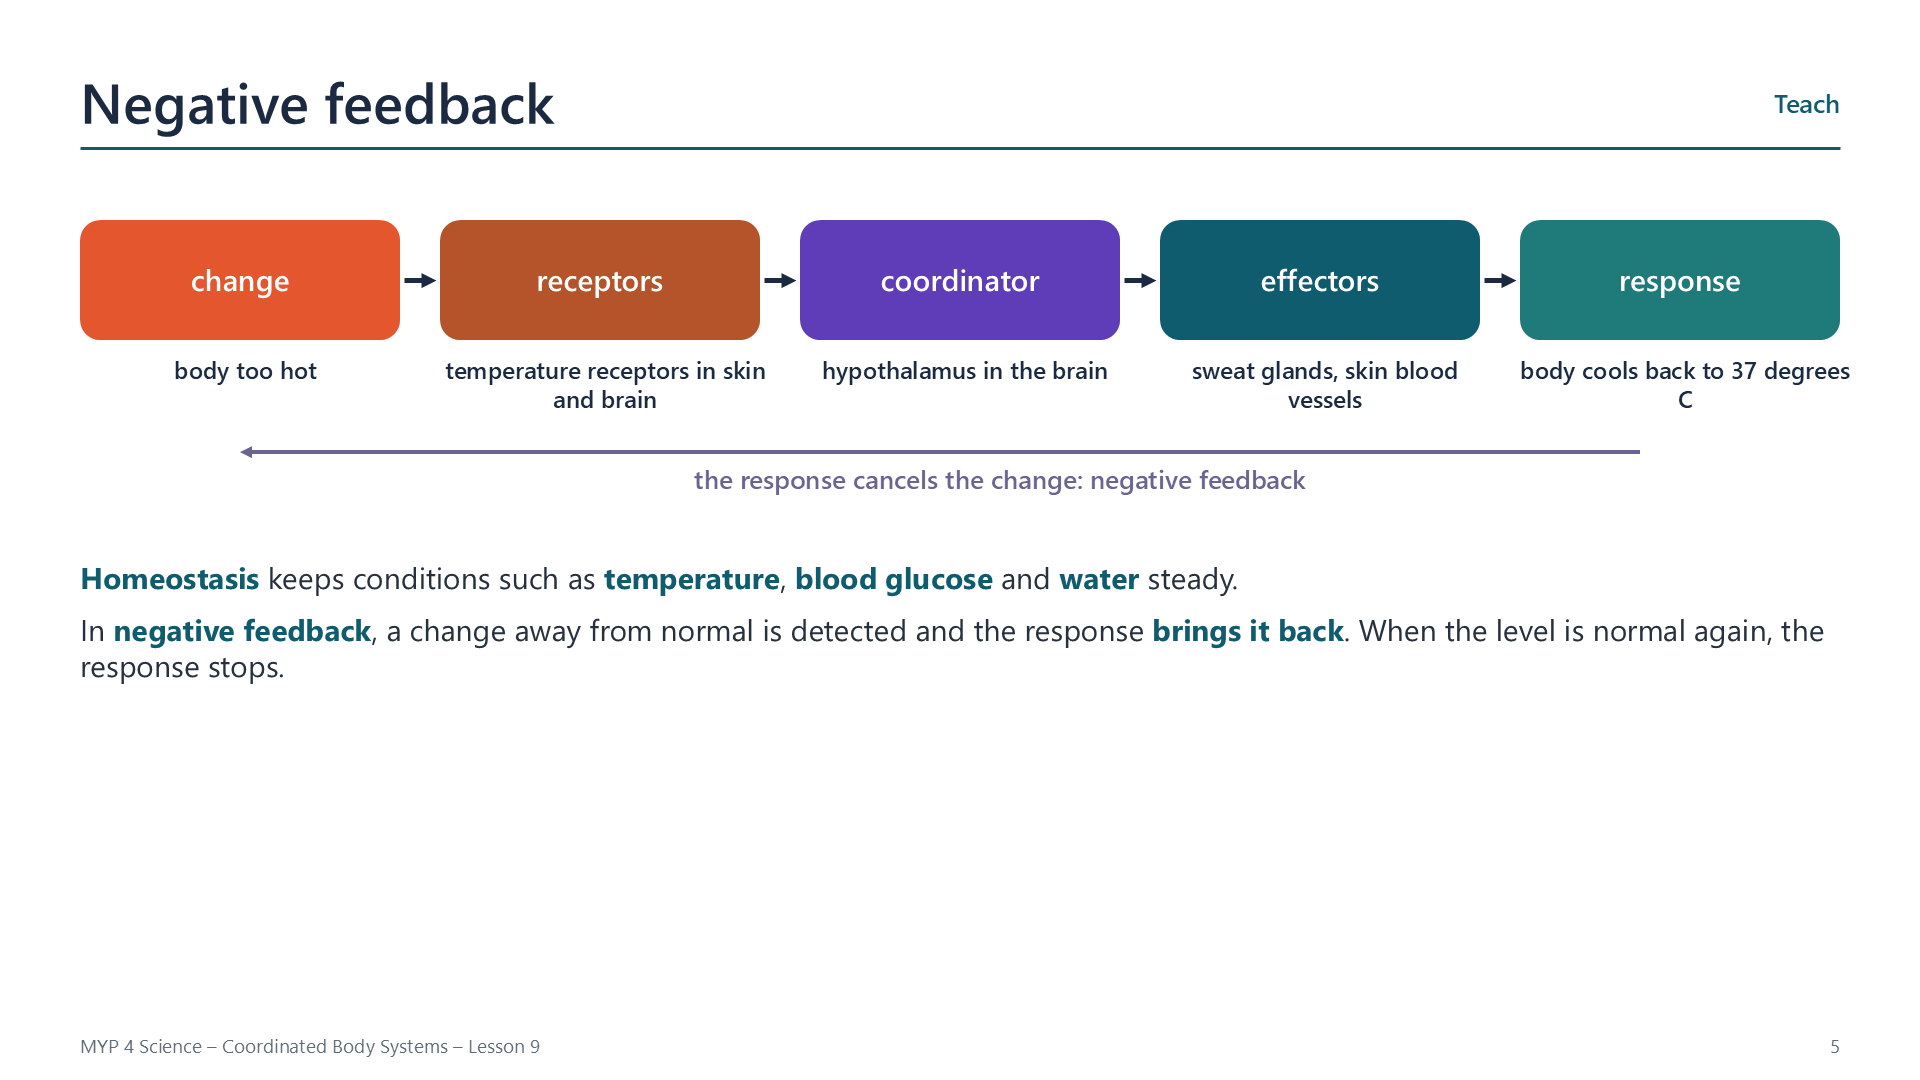 Negative feedback
Teach
change
receptors
coordinator
effectors
response
body too hot
temperature receptors in skin
and brain
hypothalamus in the brain
sweat glands, skin blood
vessels
body cools back to 37 degrees
C
the response cancels the change: negative feedback
Homeostasis keeps conditions such as temperature, blood glucose and water steady.
In negative feedback, a change away from normal is detected and the response brings it back. When the level is normal again, the
response stops.
MYP 4 Science – Coordinated Body Systems – Lesson 9
5